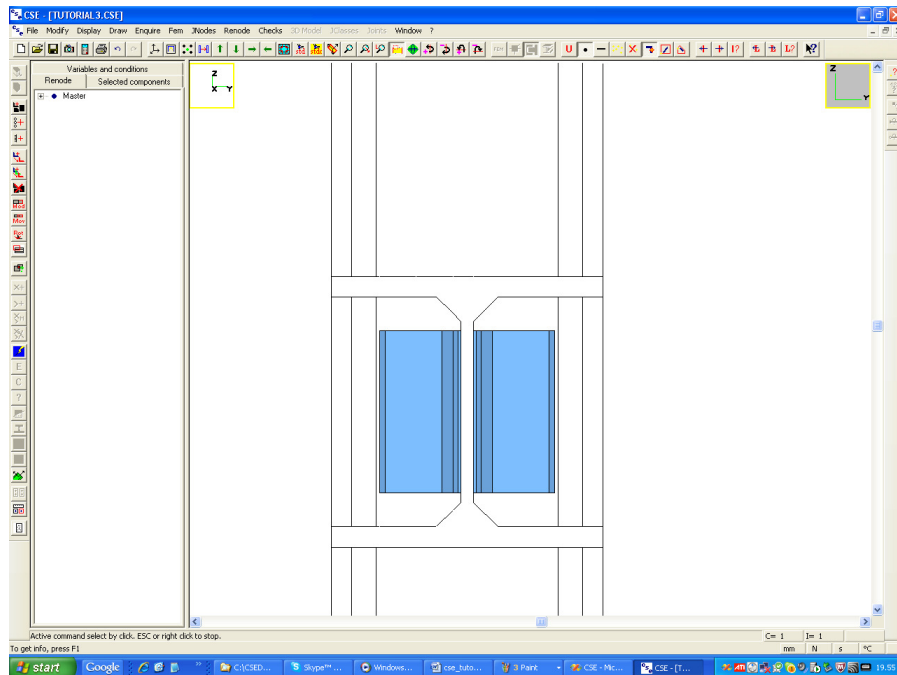 CSE - [TUTORIAL3.CSE]
File Modify Display Draw Enquire Fem JNodes Renode Checks 3D Model JClasses Joints Window ?
Variables and conditions
Renode Selected components
Master
Z
X Y
Z
Y
Active command select by click. ESC or right click to stop.
C= 1 I= 1
To get info, press F1
mm N s °C
start Google C:\CSED... Skype™ ... Windows... cse_tuto... 3 Paint CSE - Mic... CSE - [T... 19.55